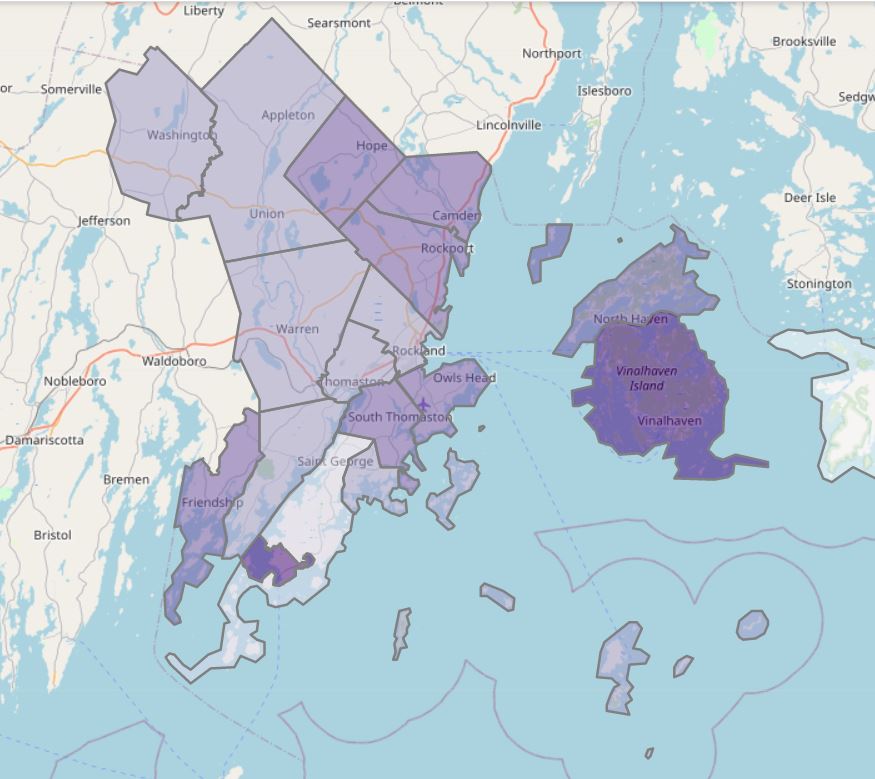 Liberty
Searsmont
Northport
Brooksville
Somerville
Islesboro
Sedgw
or
Appleton
Lincolnville
Washington
Hope
Deer Isle
Jefferson
Union
Camden
Rockport
Stonington
North Haven
Warren
Rockland
Waldoboro
Vinalhaven
Island
Nobleboro
Thomaston
Owls Head
South Thomaston
Vinalhaven
Damariscotta
Saint George
Bremen
Friendship
Bristol